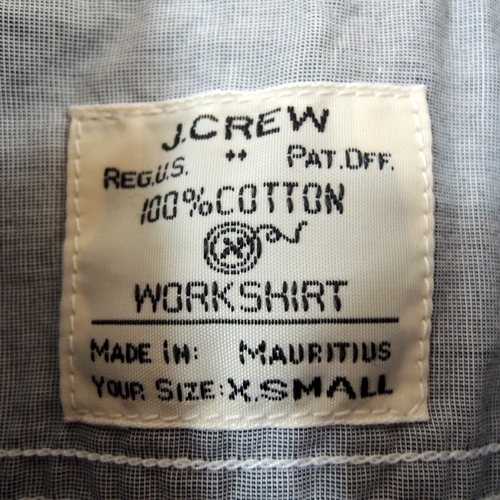 J.CREW
REG.U.S. PAT.OFF.
100% COTTON
WORKSHIRT
MADE IN: MAURITIUS
YOUR SIZE: X.SMALL